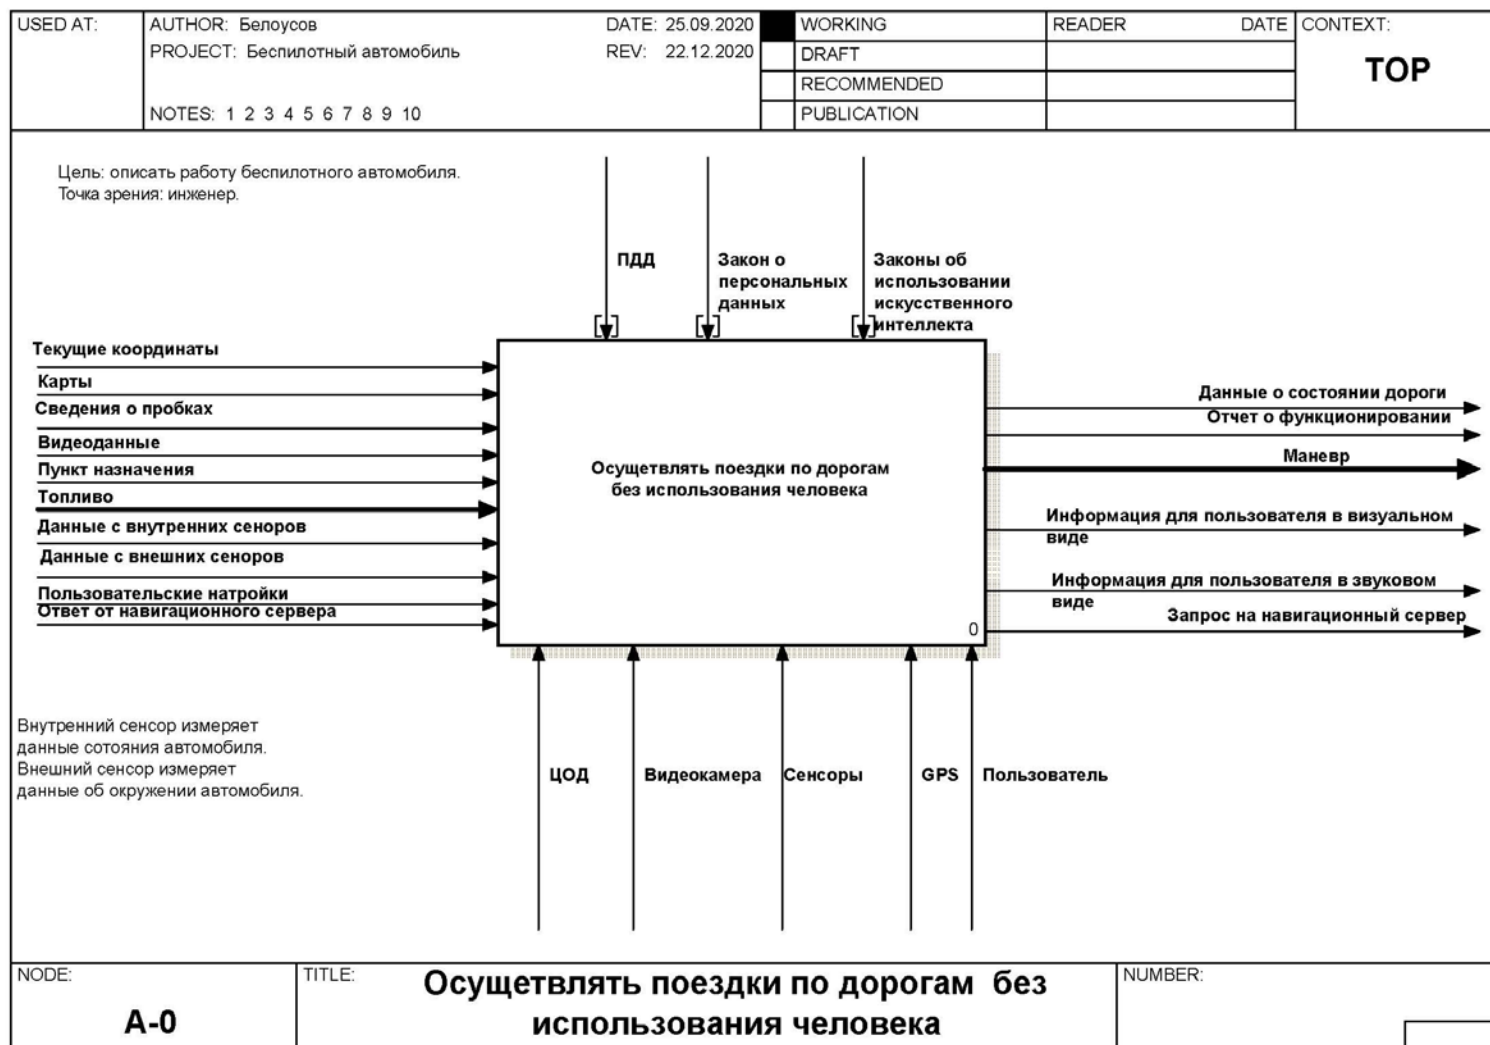 USED AT:
AUTHOR: Белоусов
DATE: 25.09.2020
WORKING
READER
DATE
CONTEXT:
PROJECT: Беспилотный автомобиль
REV: 22.12.2020
DRAFT
TOP
RECOMMENDED
NOTES: 1 2 3 4 5 6 7 8 9 10
PUBLICATION
Цель: описать работу беспилотного автомобиля.
Точка зрения: инженер.
ПДД
Закон о
персональных
данных
Законы об
использовании
искусственного
интеллекта
Текущие координаты
Карты
Сведения о пробках
Видеоданные
Пункт назначения
Топливо
Данные с внутренних сеноров
Данные с внешних сеноров
Пользовательские натройки
Ответ от навигационного сервера
Осущетвлять поездки по дорогам
без использования человека
0
Данные о состоянии дороги
Отчет о функционировании
Маневр
Информация для пользователя в визуальном
виде
Информация для пользователя в звуковом
виде
Запрос на навигационный сервер
Внутренний сенсор измеряет
данные сотояния автомобиля.
Внешний сенсор измеряет
данные об окружении автомобиля.
ЦОД
Видеокамера
Сенсоры
GPS
Пользователь
NODE:
A-0
TITLE:
Осущетвлять поездки по дорогам без
использования человека
NUMBER: